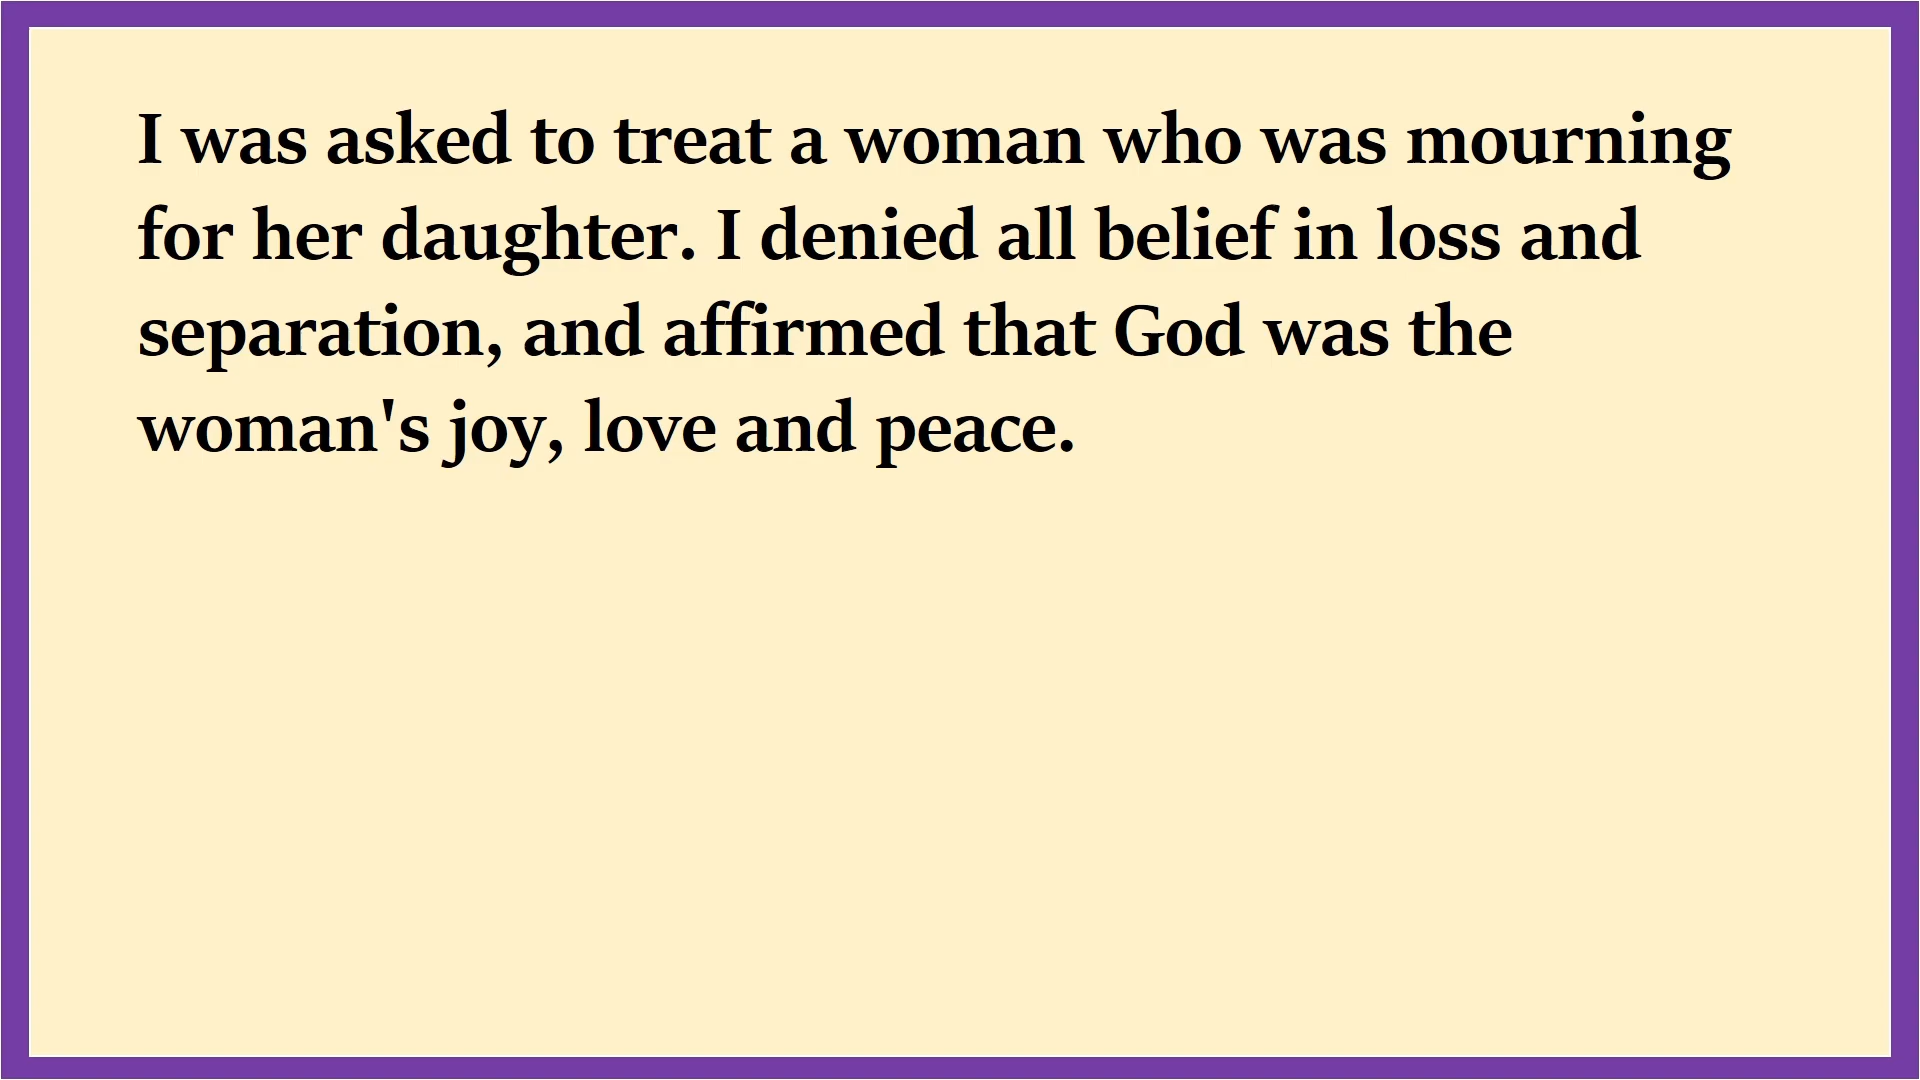 I was asked to treat a woman who was mourning
for her daughter. I denied all belief in loss and
separation, and affirmed that God was the
woman's joy, love and peace.